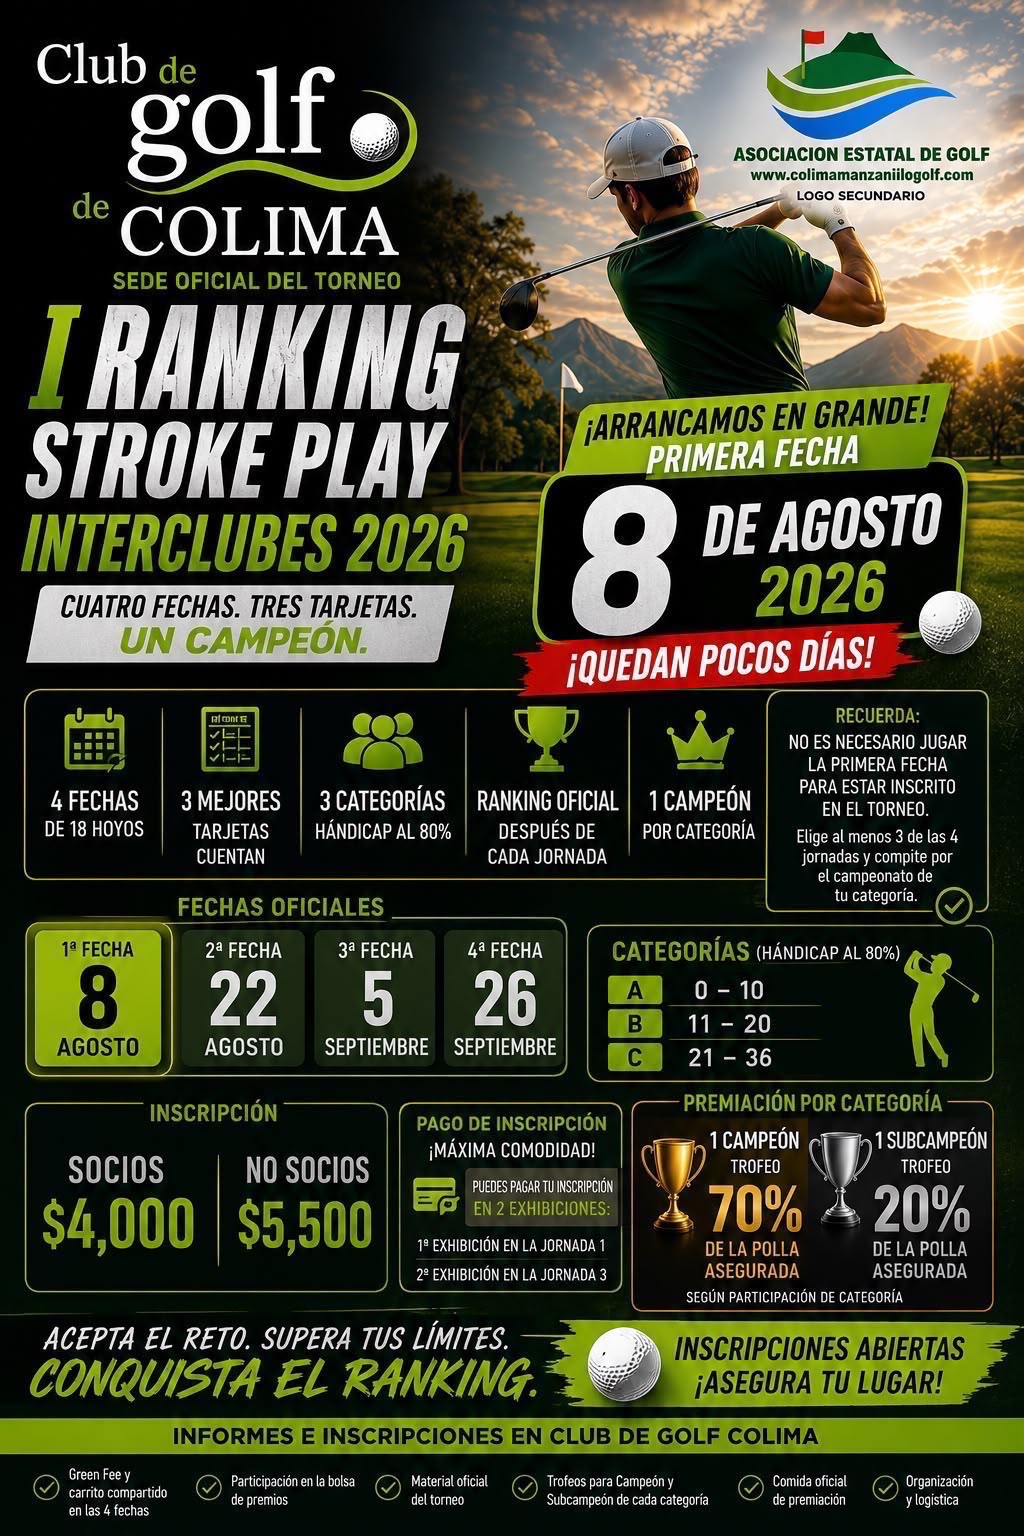 Club de
golf
de COLIMA
SEDE OFICIAL DEL TORNEO
ASOCIACION ESTATAL DE GOLF
www.colimamanzaniilogolf.com
LOGO SECUNDARIO
I RANKING
STROKE PLAY
INTERCLUBES 2026
CUATRO FECHAS. TRES TARJETAS.
UN CAMPEÓN.
¡ARRANCAMOS EN GRANDE!
PRIMERA FECHA
8 DE AGOSTO
2026
¡QUEDAN POCOS DÍAS!
4 FECHAS
DE 18 HOYOS
3 MEJORES
TARJETAS
CUENTAN
3 CATEGORÍAS
HÁNDICAP AL 80%
RANKING OFICIAL
DESPUÉS DE
CADA JORNADA
1 CAMPEÓN
POR CATEGORÍA
RECUERDA:
NO ES NECESARIO JUGAR
LA PRIMERA FECHA
PARA ESTAR INSCRITO
EN EL TORNEO.
Elige al menos 3 de las 4
jornadas y compite por
el campeonato de
tu categoría.
FECHAS OFICIALES
1ª FECHA
8
AGOSTO
2ª FECHA
22
AGOSTO
3ª FECHA
5
SEPTIEMBRE
4ª FECHA
26
SEPTIEMBRE
CATEGORÍAS (HÁNDICAP AL 80%)
A 0 – 10
B 11 – 20
C 21 – 36
INSCRIPCIÓN
SOCIOS
$4,000
NO SOCIOS
$5,500
PAGO DE INSCRIPCIÓN
¡MÁXIMA COMODIDAD!
PUEDES PAGAR TU INSCRIPCIÓN
EN 2 EXHIBICIONES:
1ª EXHIBICIÓN EN LA JORNADA 1
2ª EXHIBICIÓN EN LA JORNADA 3
PREMIACIÓN POR CATEGORÍA
1 CAMPEÓN
TROFEO
70%
DE LA POLLA
ASEGURADA
1 SUBCAMPEÓN
TROFEO
20%
DE LA POLLA
ASEGURADA
SEGÚN PARTICIPACIÓN DE CATEGORÍA
ACEPTA EL RETO. SUPERA TUS LÍMITES.
CONQUISTA EL RANKING.
INSCRIPCIONES ABIERTAS
¡ASEGURA TU LUGAR!
INFORMES E INSCRIPCIONES EN CLUB DE GOLF COLIMA
Green Fee y
carrito compartido
en las 4 fechas
Participación en la bolsa
de premios
Material oficial
del torneo
Trofeos para Campeón y
Subcampeón de cada categoría
Comida oficial
de premiación
Organización
y logistica